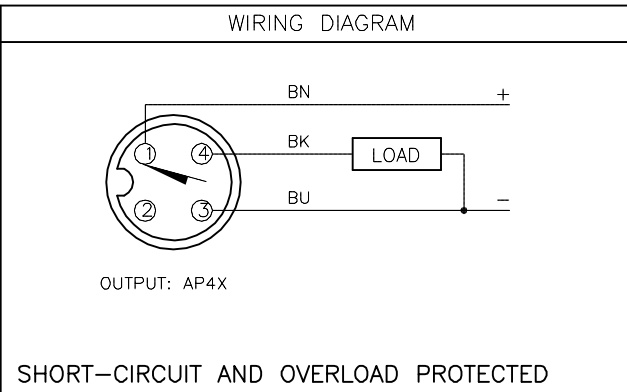 WIRING DIAGRAM
BN +
BK
1 4 LOAD
BU −
2 3
OUTPUT: AP4X
SHORT−CIRCUIT AND OVERLOAD PROTECTED